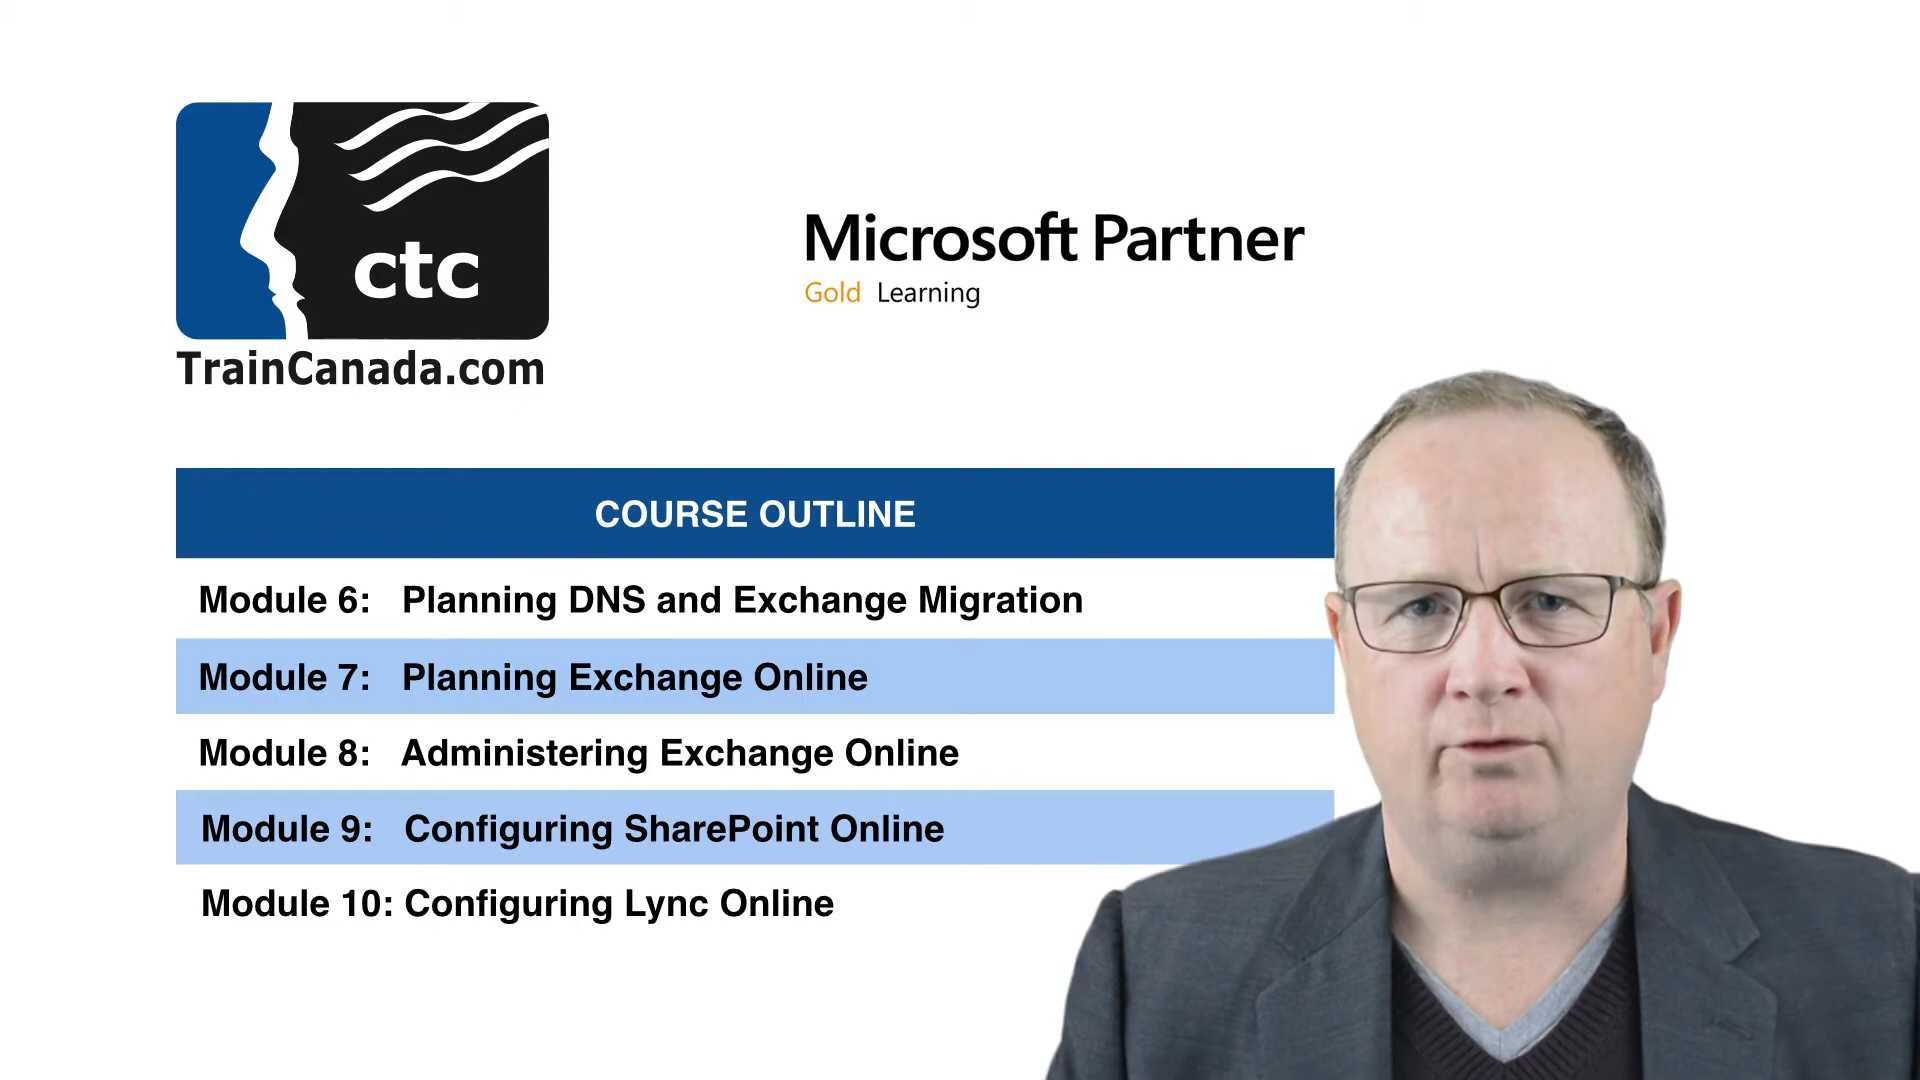 ctc
TrainCanada.com
Microsoft Partner
Gold Learning
COURSE OUTLINE
Module 6: Planning DNS and Exchange Migration
Module 7: Planning Exchange Online
Module 8: Administering Exchange Online
Module 9: Configuring SharePoint Online
Module 10: Configuring Lync Online